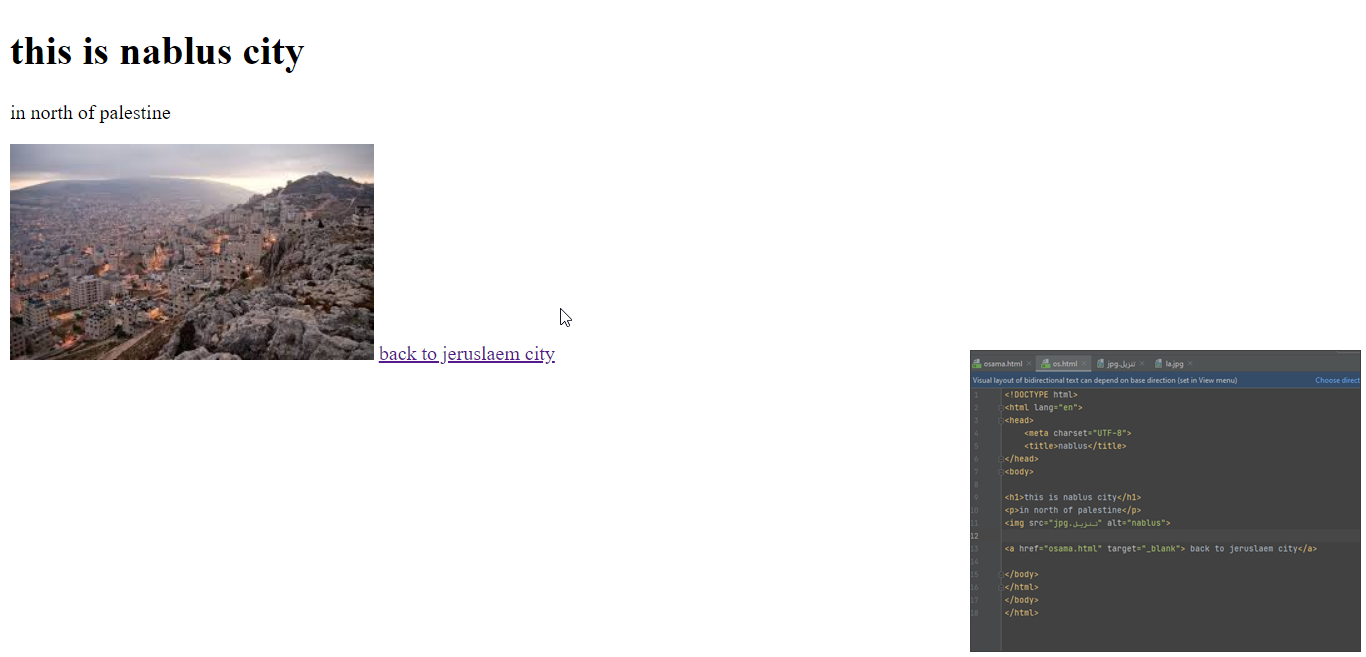 this is nablus city
in north of palestine
back to jeruslaem city
osama.html
os.html
تنزيل.jpg
la.jpg
Visual layout of bidirectional text can depend on base direction (set in View menu)
Choose direct
1 <!DOCTYPE html>
2 <html lang="en">
3 <head>
4 <meta charset="UTF-8">
5 <title>nablus</title>
6 </head>
7 <body>
8
9 <h1>this is nablus city</h1>
10 <p>in north of palestine</p>
11 <img src="تنزيل.jpg" alt="nablus">
12
13 <a href="osama.html" target="_blank"> back to jeruslaem city</a>
14
15 </body>
16 </html>
17 </body>
18 </html>